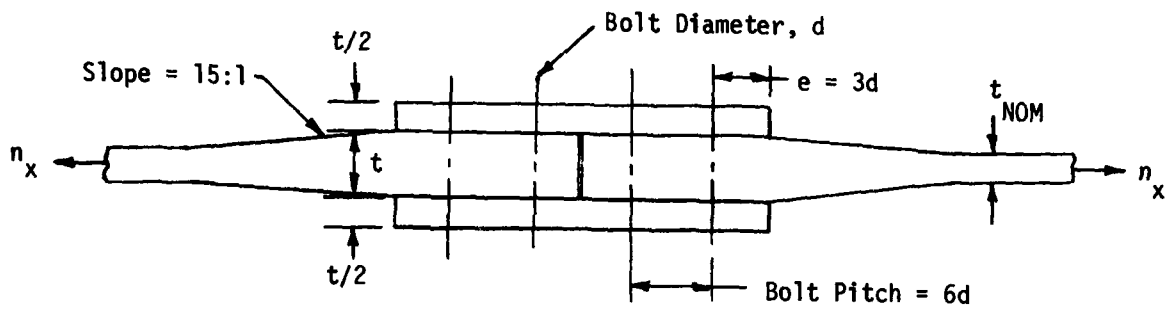 Bolt Diameter, d
t/2
Slope = 15:1
e = 3d
t
NOM
n
x
t
n
x
t/2
Bolt Pitch = 6d